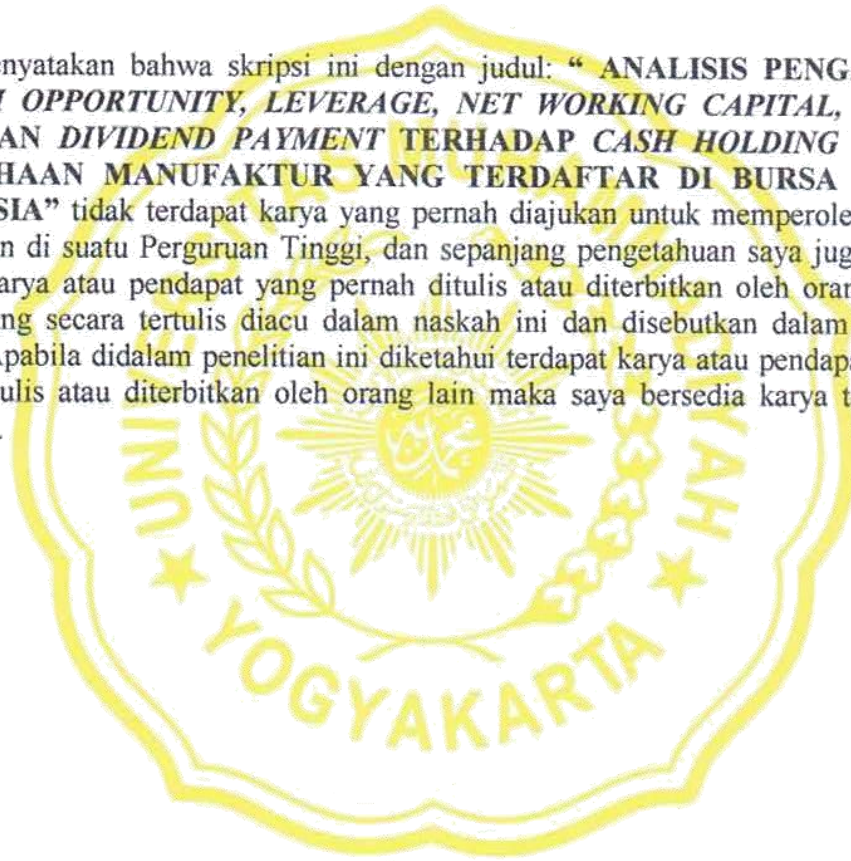 enyatakan bahwa skripsi ini dengan judul: “ ANALISIS PENG
OPPORTUNITY, LEVERAGE, NET WORKING CAPITAL,
AN DIVIDEND PAYMENT TERHADAP CASH HOLDING
HAAN MANUFAKTUR YANG TERDAFTAR DI BURSA
SIA” tidak terdapat karya yang pernah diajukan untuk memperole
n di suatu Perguruan Tinggi, dan sepanjang pengetahuan saya jug
arya atau pendapat yang pernah ditulis atau diterbitkan oleh oran
ng secara tertulis diacu dalam naskah ini dan disebutkan dalam
Apabila didalam penelitian ini diketahui terdapat karya atau pendapa
ulis atau diterbitkan oleh orang lain maka saya bersedia karya t
UNIVERSITAS MUHAMMADIYAH
YOGYAKARTA